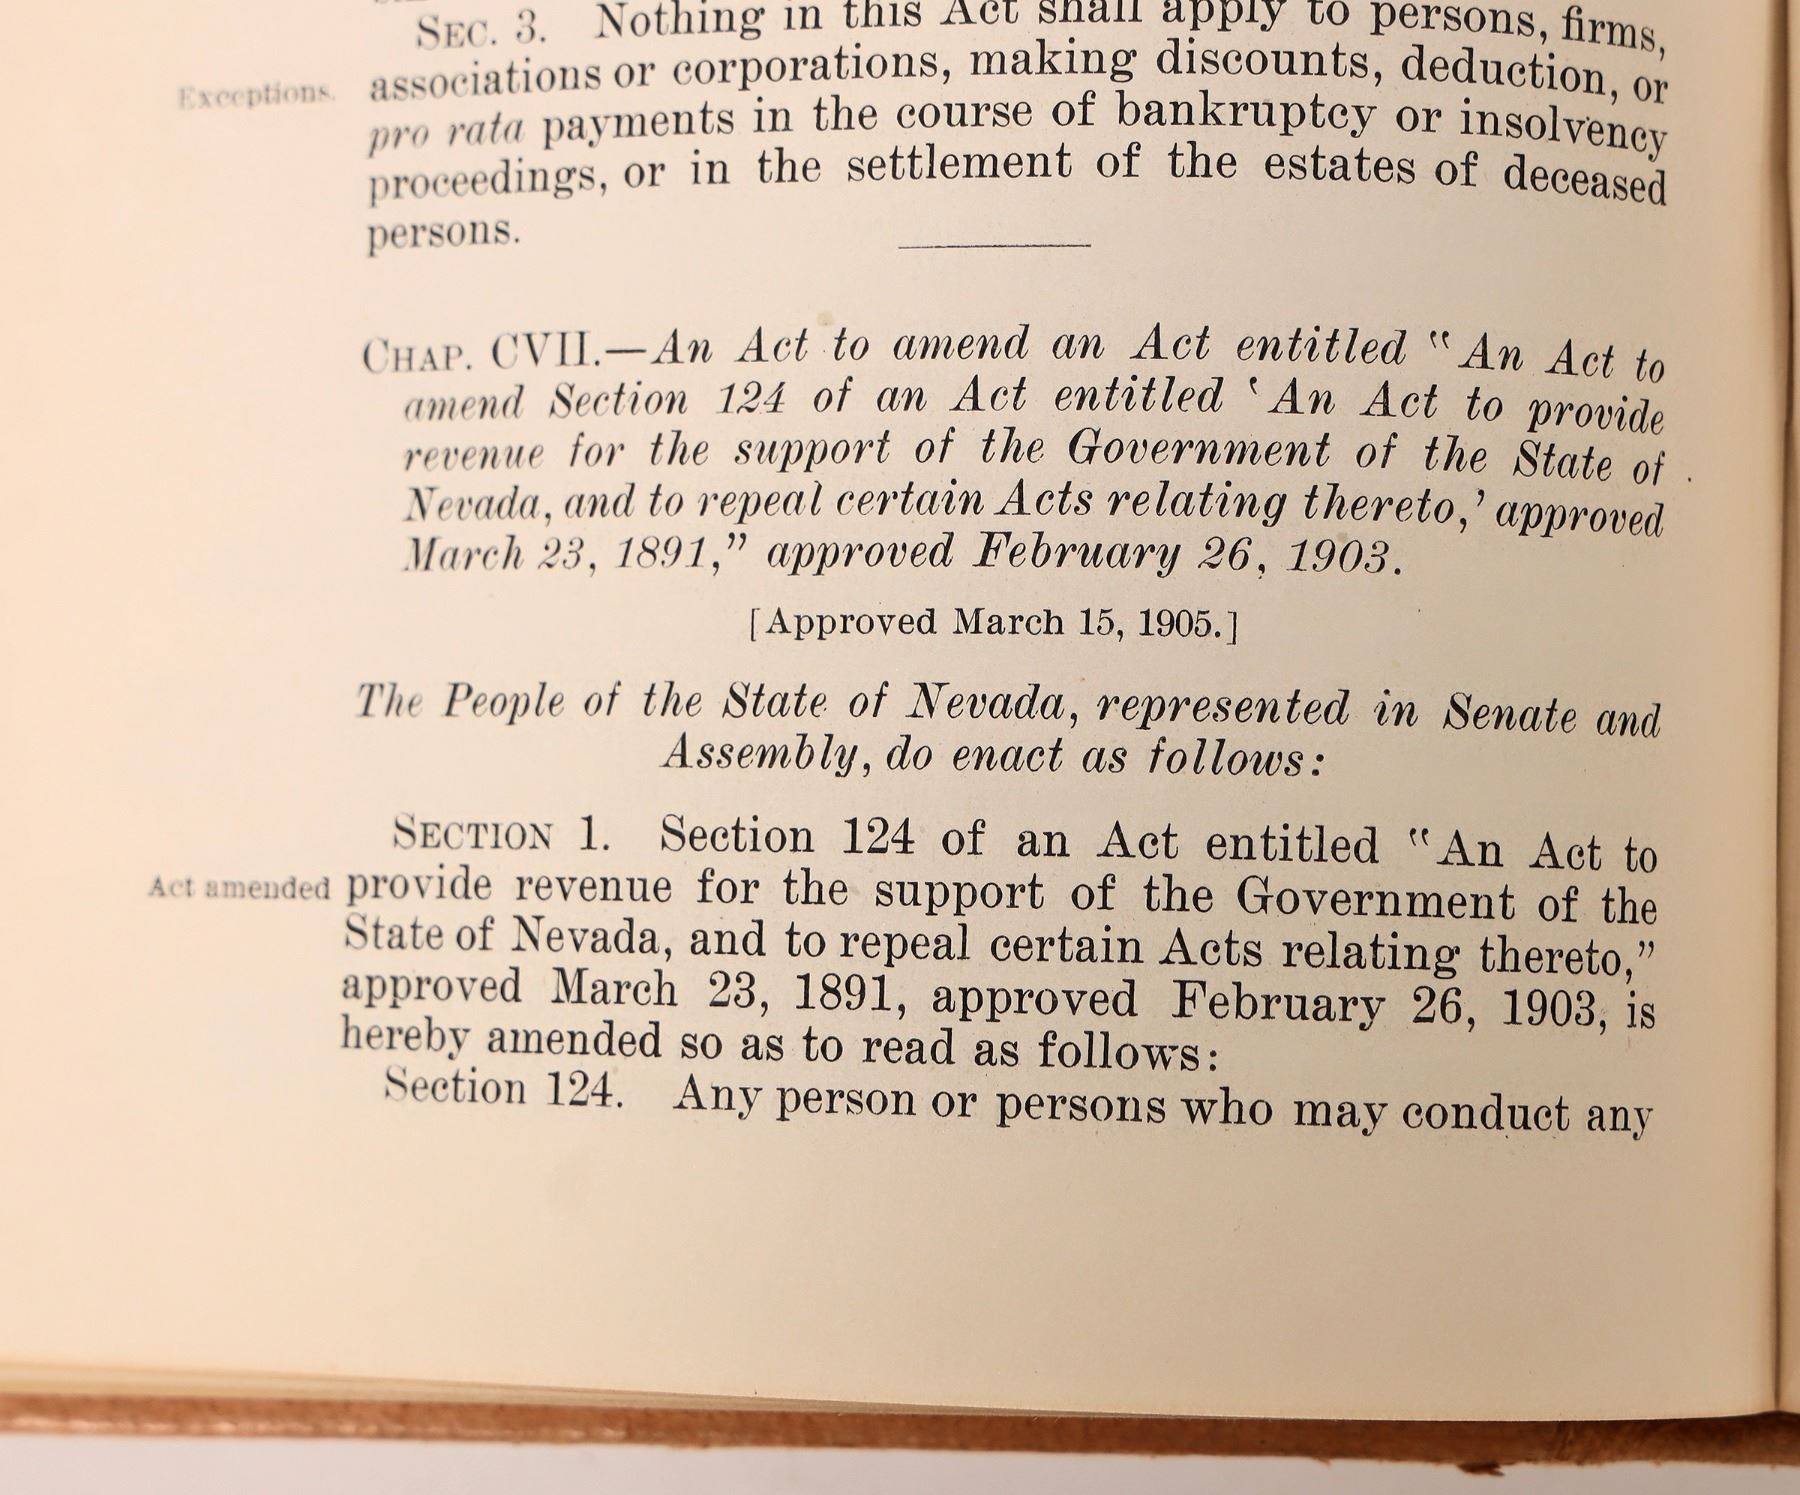 SEC. 3. Nothing in this Act shall apply to persons, firms,
Exceptions. associations or corporations, making discounts, deduction, or
pro rata payments in the course of bankruptcy or insolvency
proceedings, or in the settlement of the estates of deceased
persons.
CHAP. CVII.—An Act to amend an Act entitled "An Act to
amend Section 124 of an Act entitled 'An Act to provide
revenue for the support of the Government of the State of
Nevada, and to repeal certain Acts relating thereto,' approved
March 23, 1891," approved February 26, 1903.
[Approved March 15, 1905.]
The People of the State of Nevada, represented in Senate and
Assembly, do enact as follows:
SECTION 1. Section 124 of an Act entitled "An Act to
Act amended provide revenue for the support of the Government of the
State of Nevada, and to repeal certain Acts relating thereto,"
approved March 23, 1891, approved February 26, 1903, is
hereby amended so as to read as follows:
Section 124. Any person or persons who may conduct any